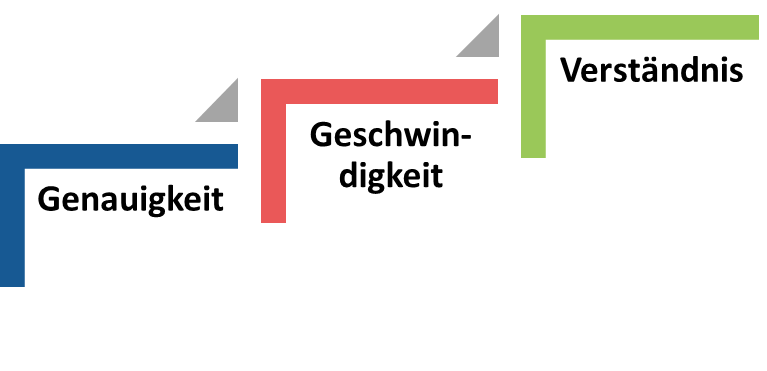 Genauigkeit
Geschwin-
digkeit
Verständnis